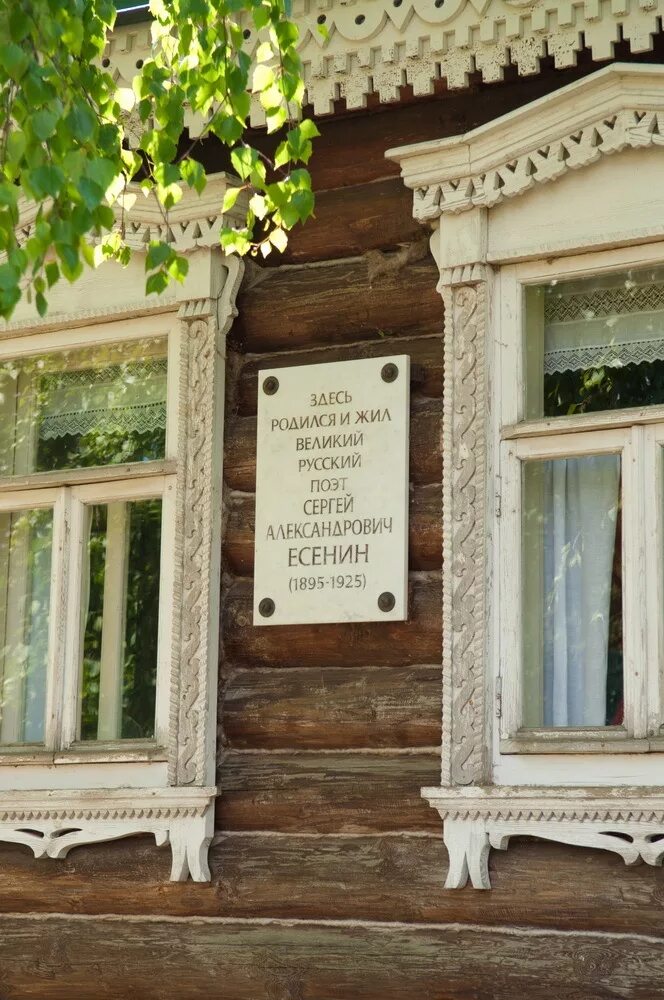 ЗДЕСЬ
РОДИЛСЯ И ЖИЛ
ВЕЛИКИЙ
РУССКИЙ
ПОЭТ
СЕРГЕЙ
АЛЕКСАНДРОВИЧ
ЕСЕНИН
(1895-1925)